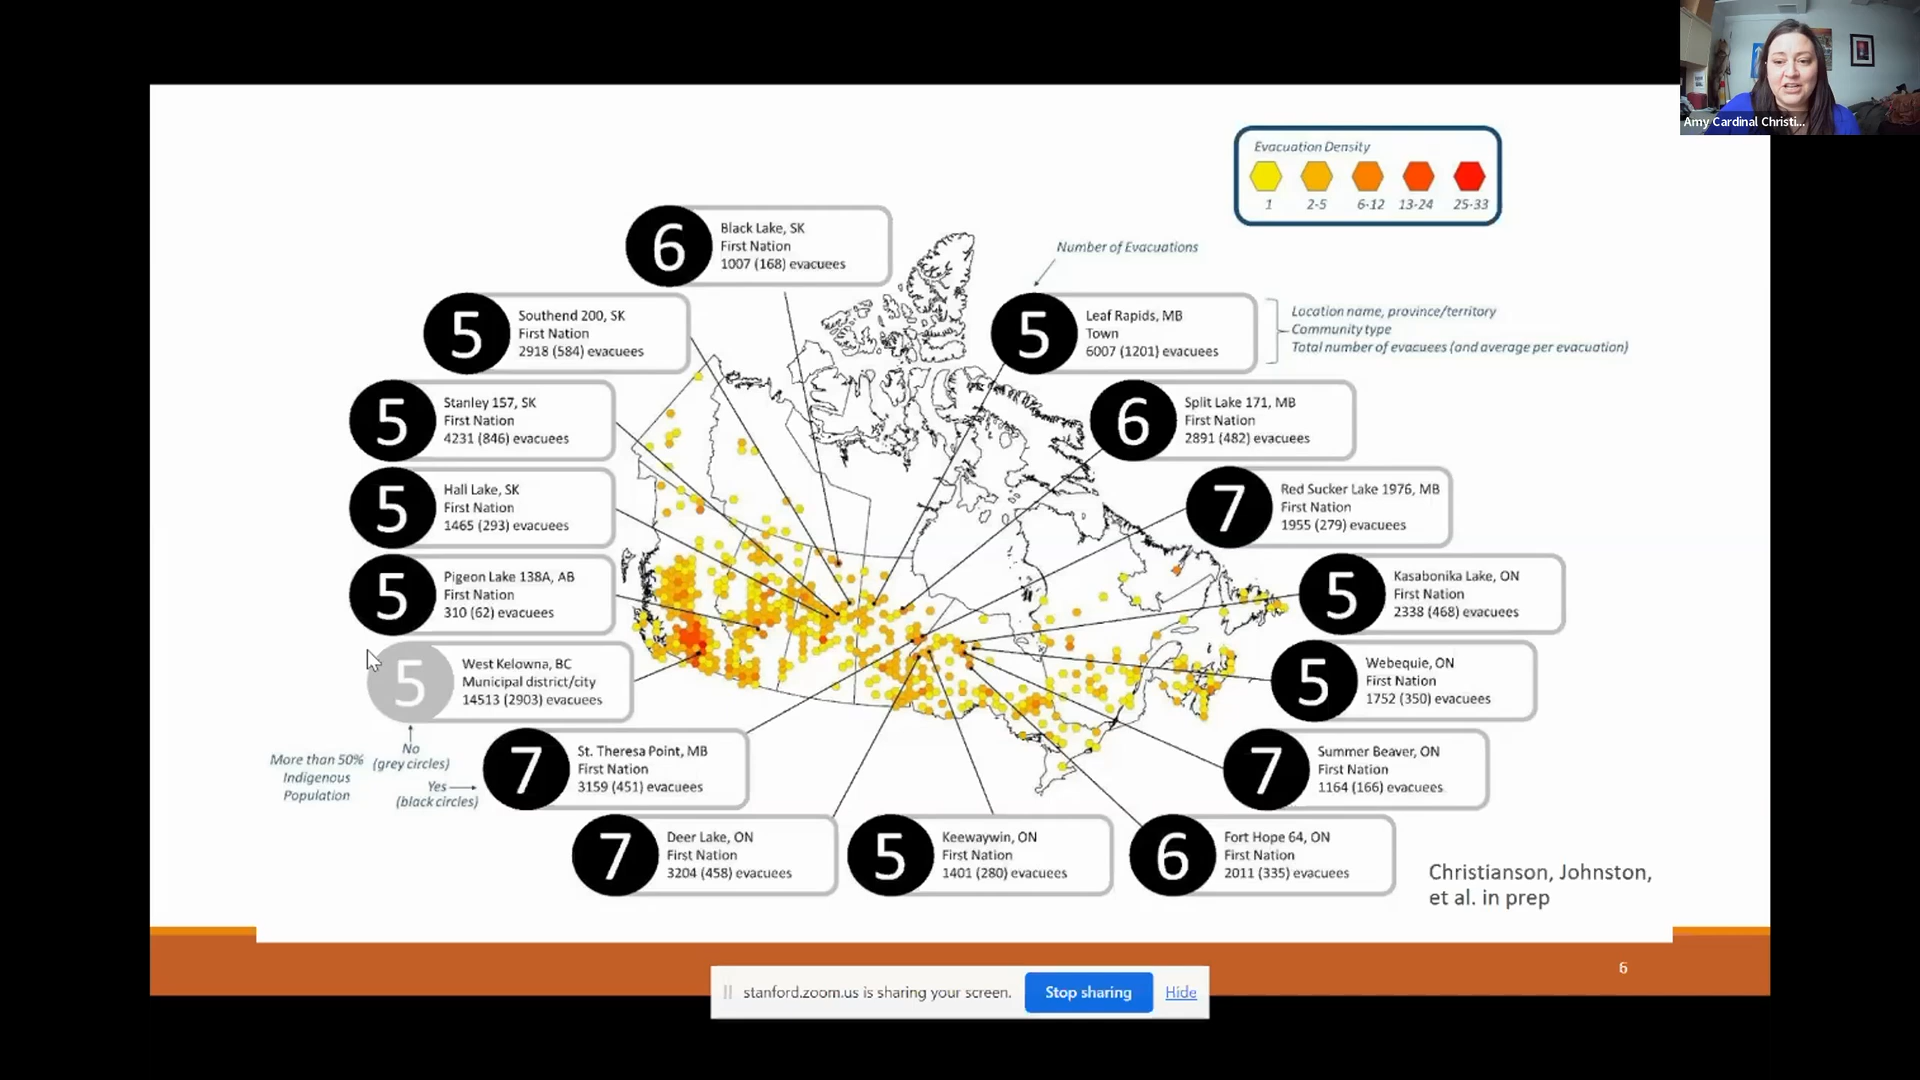 Amy Cardinal Christi...
Evacuation Density
1 2-5 6-12 13-24 25-33
6
Black Lake, SK
First Nation
1007 (168) evacuees
Number of Evacuations
5
Southend 200, SK
First Nation
2918 (584) evacuees
5
Leaf Rapids, MB
Town
6007 (1201) evacuees
Location name, province/territory
Community type
Total number of evacuees (and average per evacuation)
5
Stanley 157, SK
First Nation
4231 (846) evacuees
6
Split Lake 171, MB
First Nation
2891 (482) evacuees
5
Hall Lake, SK
First Nation
1465 (293) evacuees
7
Red Sucker Lake 1976, MB
First Nation
1955 (279) evacuees
5
Pigeon Lake 138A, AB
First Nation
310 (62) evacuees
5
Kasabonika Lake, ON
First Nation
2338 (468) evacuees
5
West Kelowna, BC
Municipal district/city
14513 (2903) evacuees
5
Webequie, ON
First Nation
1752 (350) evacuees
More than 50%
Indigenous
Population
No
(grey circles)
Yes
(black circles)
7
St. Theresa Point, MB
First Nation
3159 (451) evacuees
7
Summer Beaver, ON
First Nation
1164 (166) evacuees
7
Deer Lake, ON
First Nation
3204 (458) evacuees
5
Keewaywin, ON
First Nation
1401 (280) evacuees
6
Fort Hope 64, ON
First Nation
2011 (335) evacuees
Christianson, Johnston,
et al. in prep
6
stanford.zoom.us is sharing your screen. Stop sharing Hide